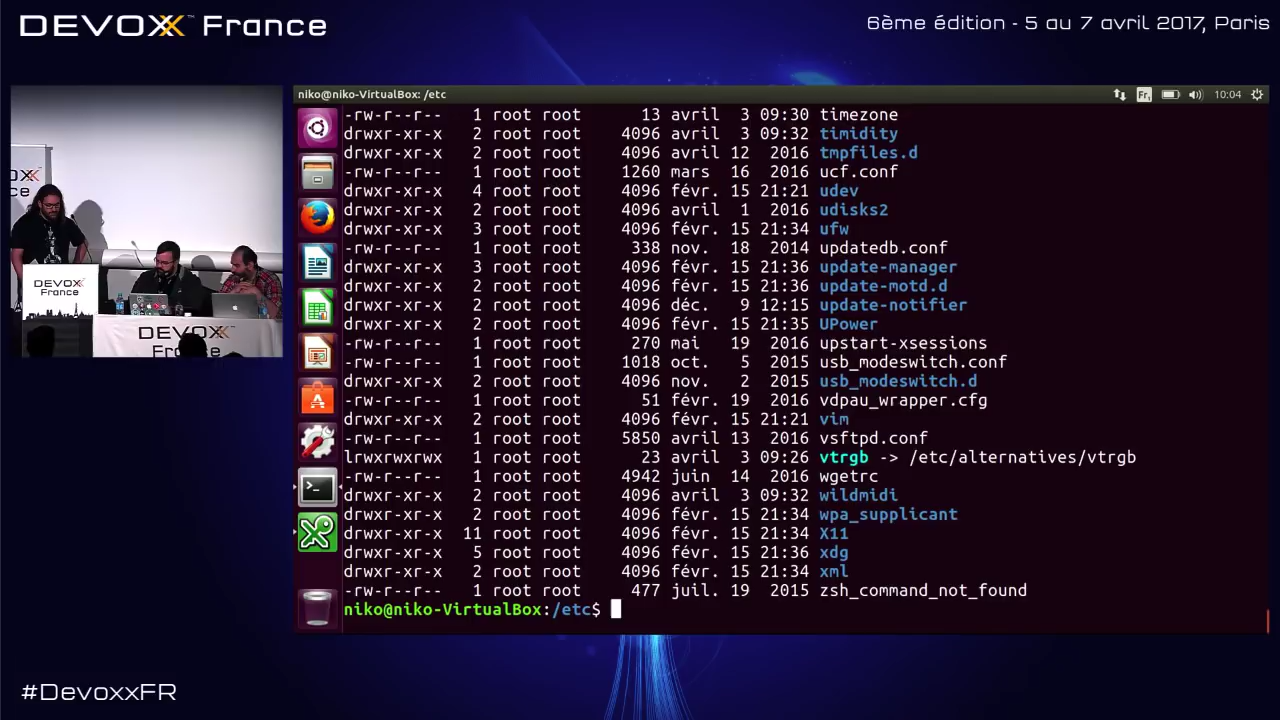 DEVOXX™ France
6ème édition - 5 au 7 avril 2017, Paris
niko@niko-VirtualBox: /etc
Fr1
10:04
-rw-r--r-- 1 root root 13 avril 3 09:30 timezone
drwxr-xr-x 2 root root 4096 avril 3 09:32 timidity
drwxr-xr-x 2 root root 4096 avril 12 2016 tmpfiles.d
-rw-r--r-- 1 root root 1260 mars 16 2016 ucf.conf
drwxr-xr-x 4 root root 4096 févr. 15 21:21 udev
drwxr-xr-x 2 root root 4096 avril 1 2016 udisks2
drwxr-xr-x 3 root root 4096 févr. 15 21:34 ufw
-rw-r--r-- 1 root root 338 nov. 18 2014 updatedb.conf
drwxr-xr-x 3 root root 4096 févr. 15 21:36 update-manager
drwxr-xr-x 2 root root 4096 févr. 15 21:36 update-motd.d
drwxr-xr-x 2 root root 4096 déc. 9 12:15 update-notifier
drwxr-xr-x 2 root root 4096 févr. 15 21:35 UPower
-rw-r--r-- 1 root root 270 mai 19 2016 upstart-xsessions
-rw-r--r-- 1 root root 1018 oct. 5 2015 usb_modeswitch.conf
drwxr-xr-x 2 root root 4096 nov. 2 2015 usb_modeswitch.d
-rw-r--r-- 1 root root 51 févr. 19 2016 vdpau_wrapper.cfg
drwxr-xr-x 2 root root 4096 févr. 15 21:21 vim
-rw-r--r-- 1 root root 5850 avril 13 2016 vsftpd.conf
lrwxrwxrwx 1 root root 23 avril 3 09:26 vtrgb -> /etc/alternatives/vtrgb
-rw-r--r-- 1 root root 4942 juin 14 2016 wgetrc
drwxr-xr-x 2 root root 4096 avril 3 09:32 wildmidi
drwxr-xr-x 2 root root 4096 févr. 15 21:34 wpa_supplicant
drwxr-xr-x 11 root root 4096 févr. 15 21:34 X11
drwxr-xr-x 5 root root 4096 févr. 15 21:36 xdg
drwxr-xr-x 2 root root 4096 févr. 15 21:34 xml
-rw-r--r-- 1 root root 477 juil. 19 2015 zsh_command_not_found
niko@niko-VirtualBox:/etc$
DEVOXX
France
DEVOXX
France
#DevoxxFR